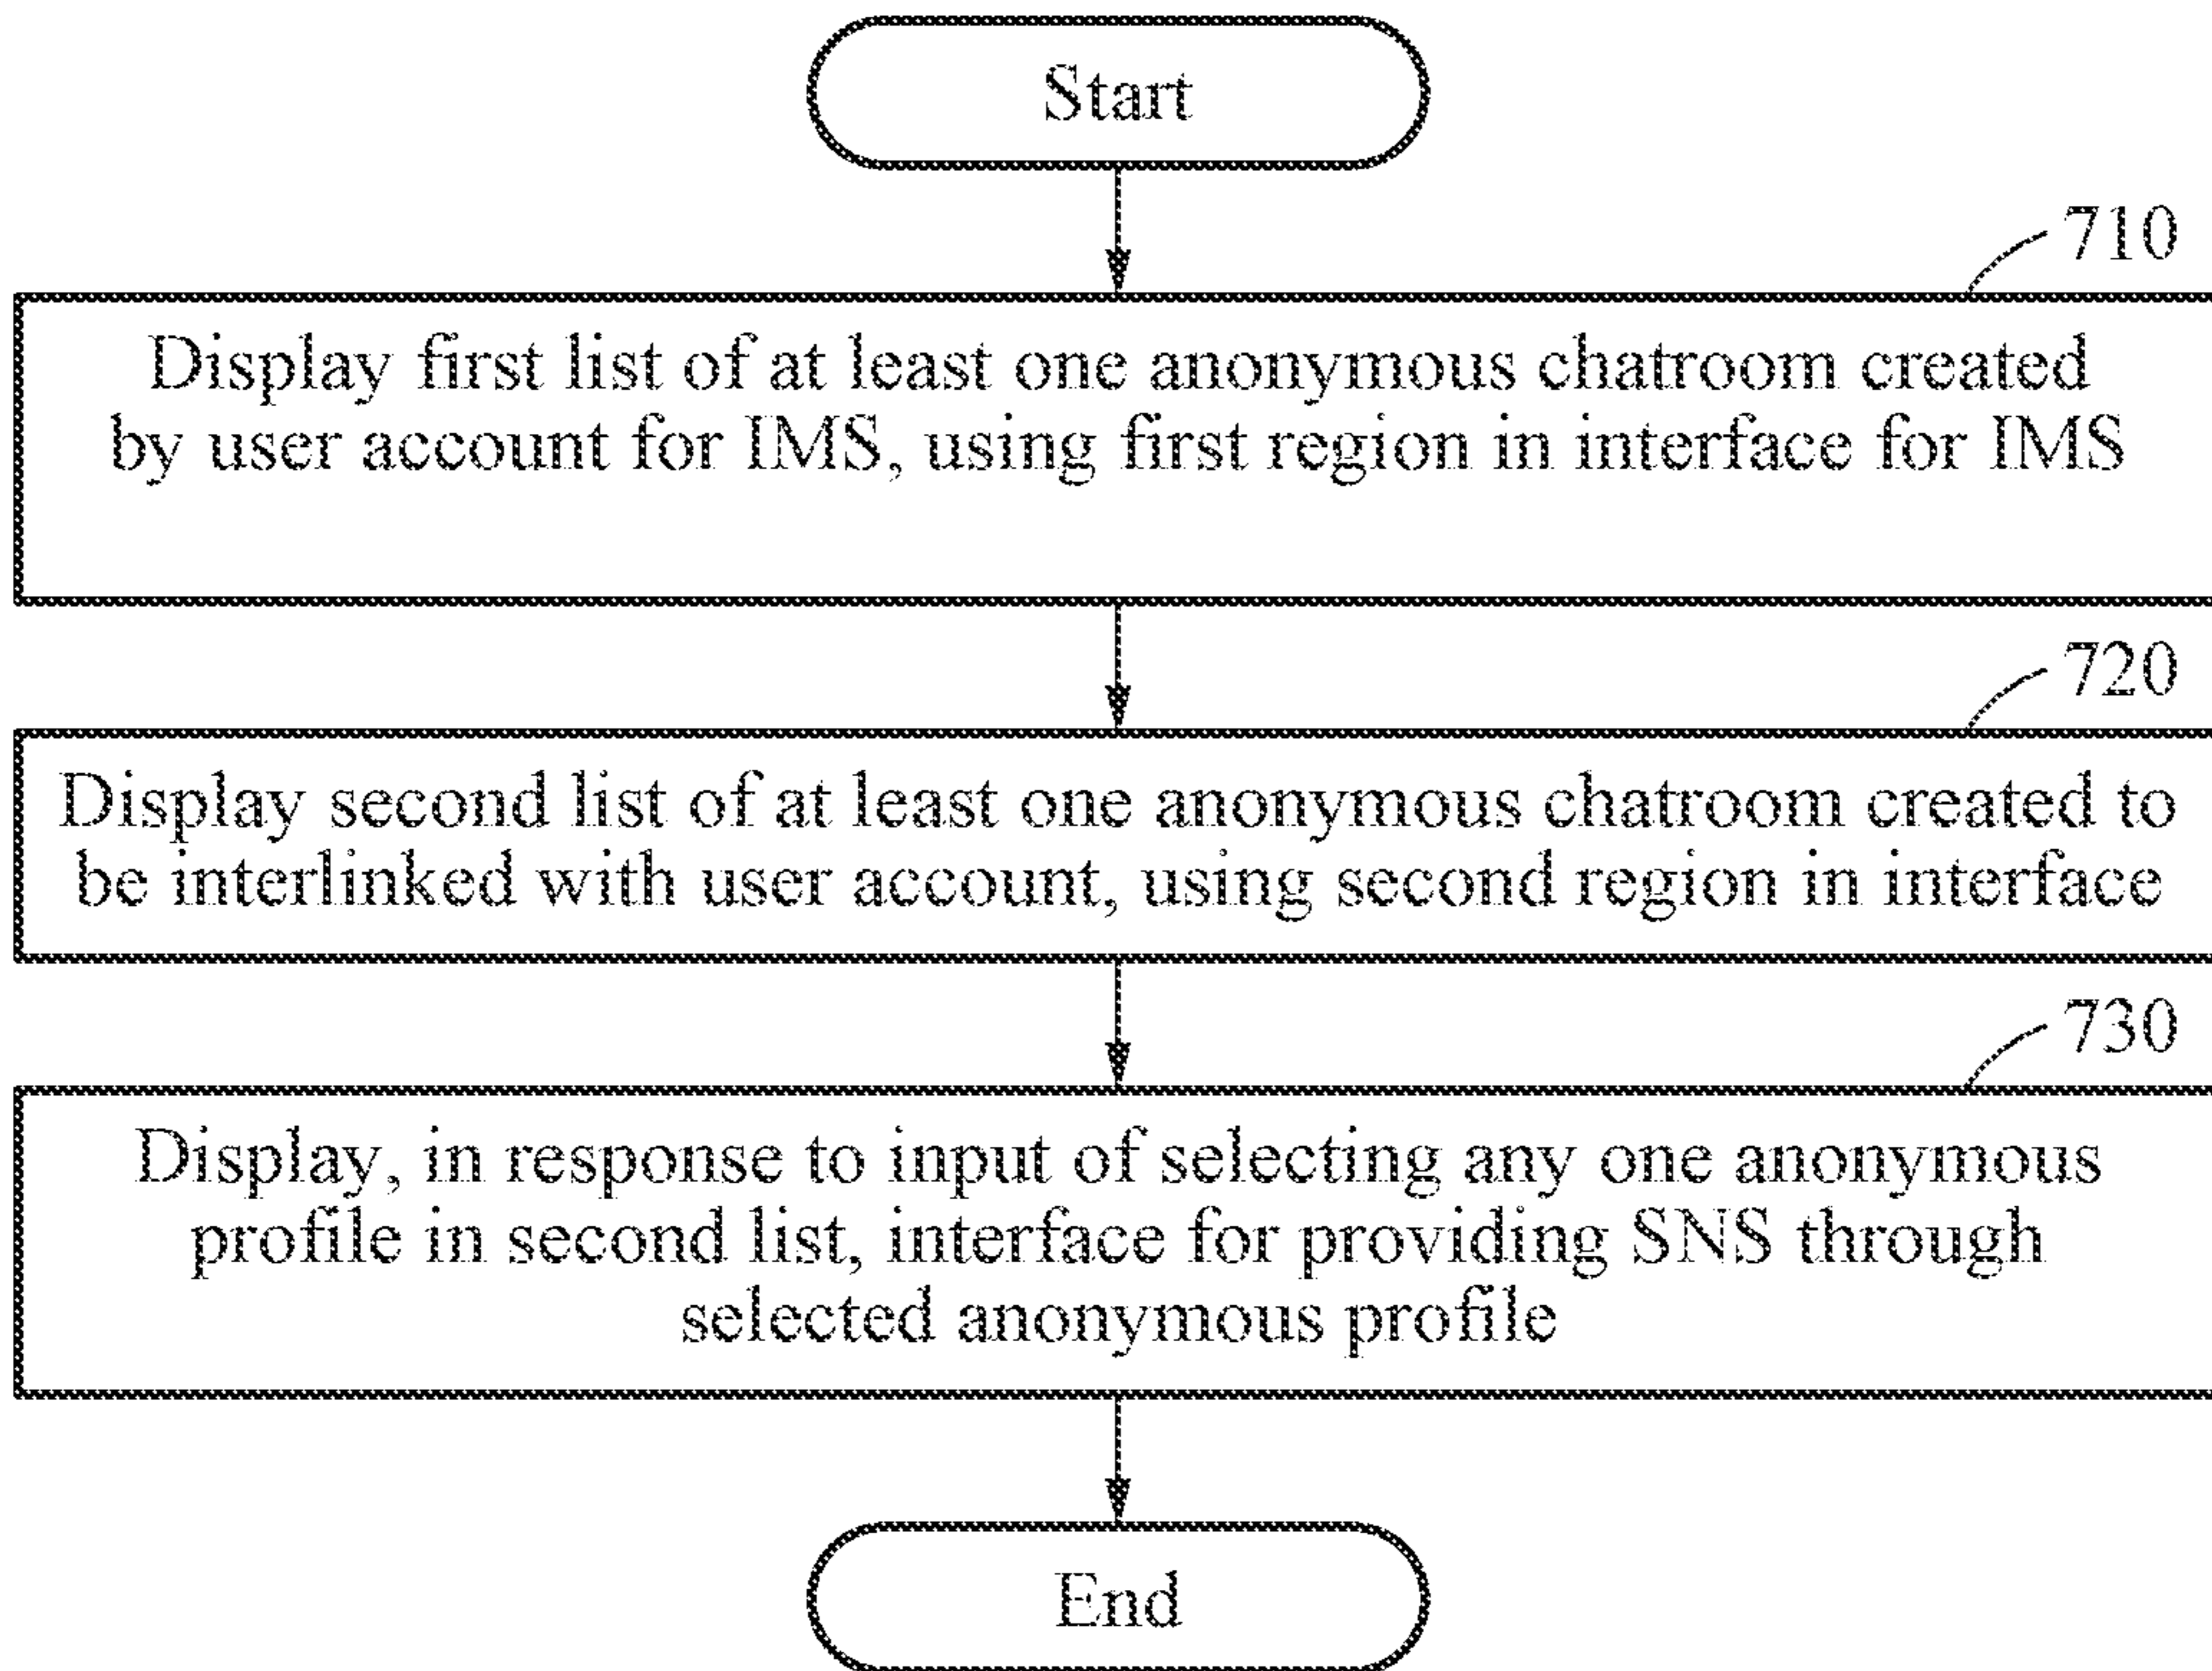 Start
710
Display first list of at least one anonymous chatroom created
by user account for IMS, using first region in interface for IMS
720
Display second list of at least one anonymous chatroom created to
be interlinked with user account, using second region in interface
730
Display, in response to input of selecting any one anonymous
profile in second list, interface for providing SNS through
selected anonymous profile
End